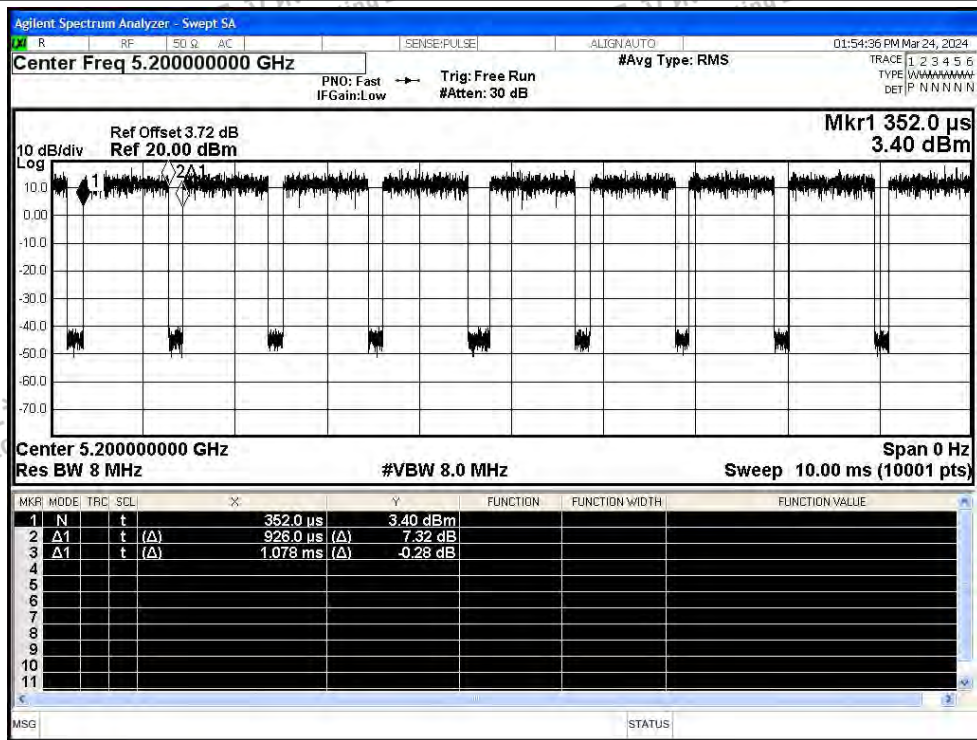 Agilent Spectrum Analyzer - Swept SA
R RF 50 Ω AC SENSE:PULSE ALIGN AUTO 01:54:36 PM Mar 24, 2024
Center Freq 5.200000000 GHz #Avg Type: RMS TRACE 1 2 3 4 5 6
PNO: Fast Trig: Free Run TYPE
IFGain:Low #Atten: 30 dB DET P N N N N N
Mkr1 352.0 µs
Ref Offset 3.72 dB
10 dB/div Ref 20.00 dBm 3.40 dBm
Log
1 2Δ1
10.0
0.00
-10.0
-20.0
-30.0
-40.0
-50.0
-60.0
-70.0
Center 5.200000000 GHz Span 0 Hz
Res BW 8 MHz #VBW 8.0 MHz Sweep 10.00 ms (10001 pts)
MKR MODE TRC SCL X Y FUNCTION FUNCTION WIDTH FUNCTION VALUE
1 N t 352.0 µs 3.40 dBm
2 Δ1 t (Δ) 926.0 µs (Δ) 7.32 dB
3 Δ1 t (Δ) 1.078 ms (Δ) -0.28 dB
4
5
6
7
8
9
10
11
MSG STATUS